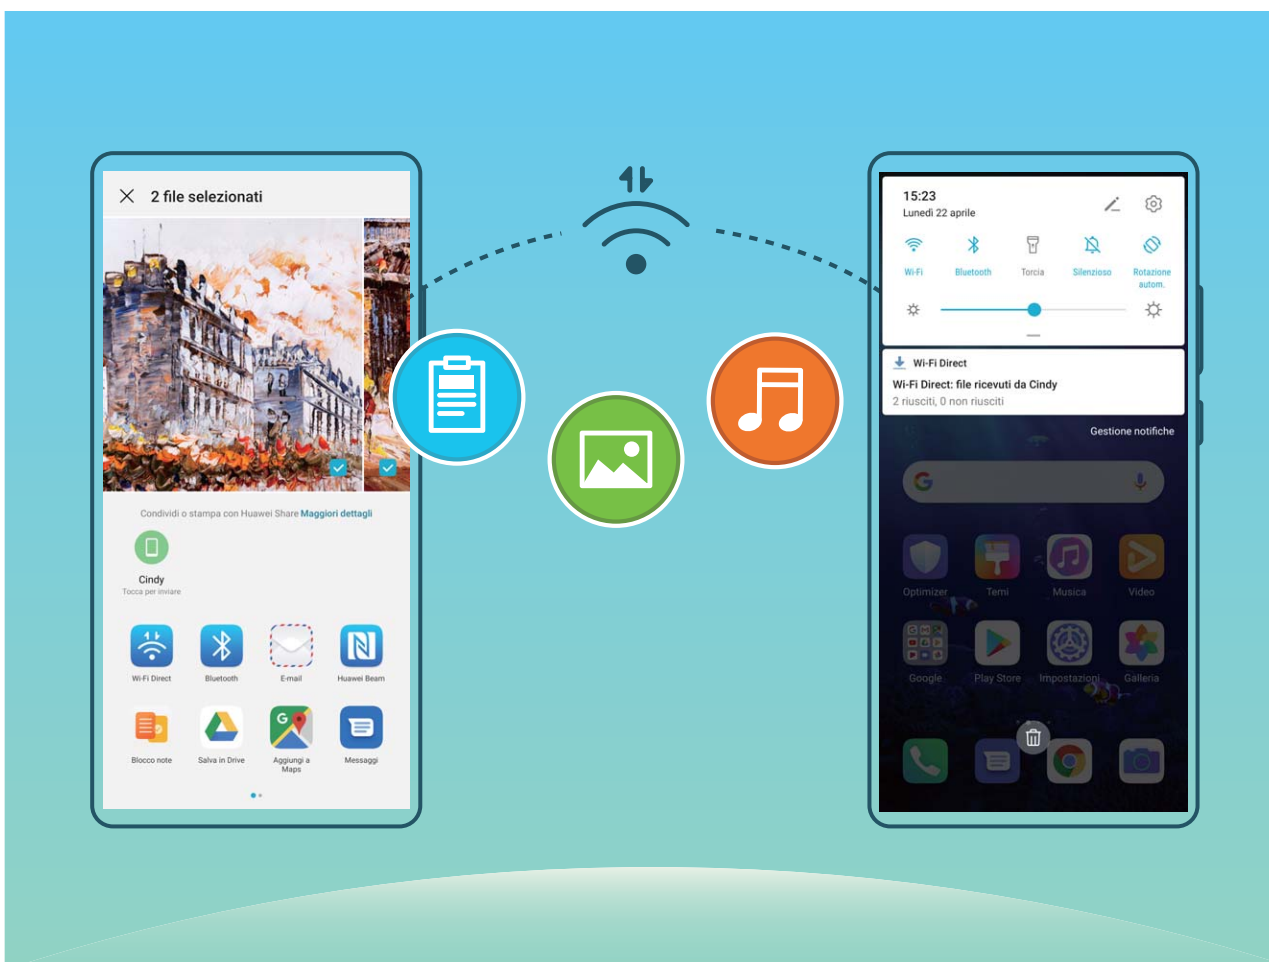 2 file selezionati
Condividi o stampa con Huawei Share Maggiori dettagli
Cindy
Tocca per inviare
Wi-Fi Direct
Bluetooth
E-mail
Huawei Beam
Blocco note
Salva in Drive
Aggiungi a
Maps
Messaggi
15:23
Lunedì 22 aprile
Wi-Fi
Bluetooth
Torcia
Silenzioso
Rotazione
autom.
Wi-Fi Direct
Wi-Fi Direct: file ricevuti da Cindy
2 riusciti, 0 non riusciti
Gestione notifiche
Optimizer
Temi
Musica
Video
Google
Play Store
Impostazioni
Galleria